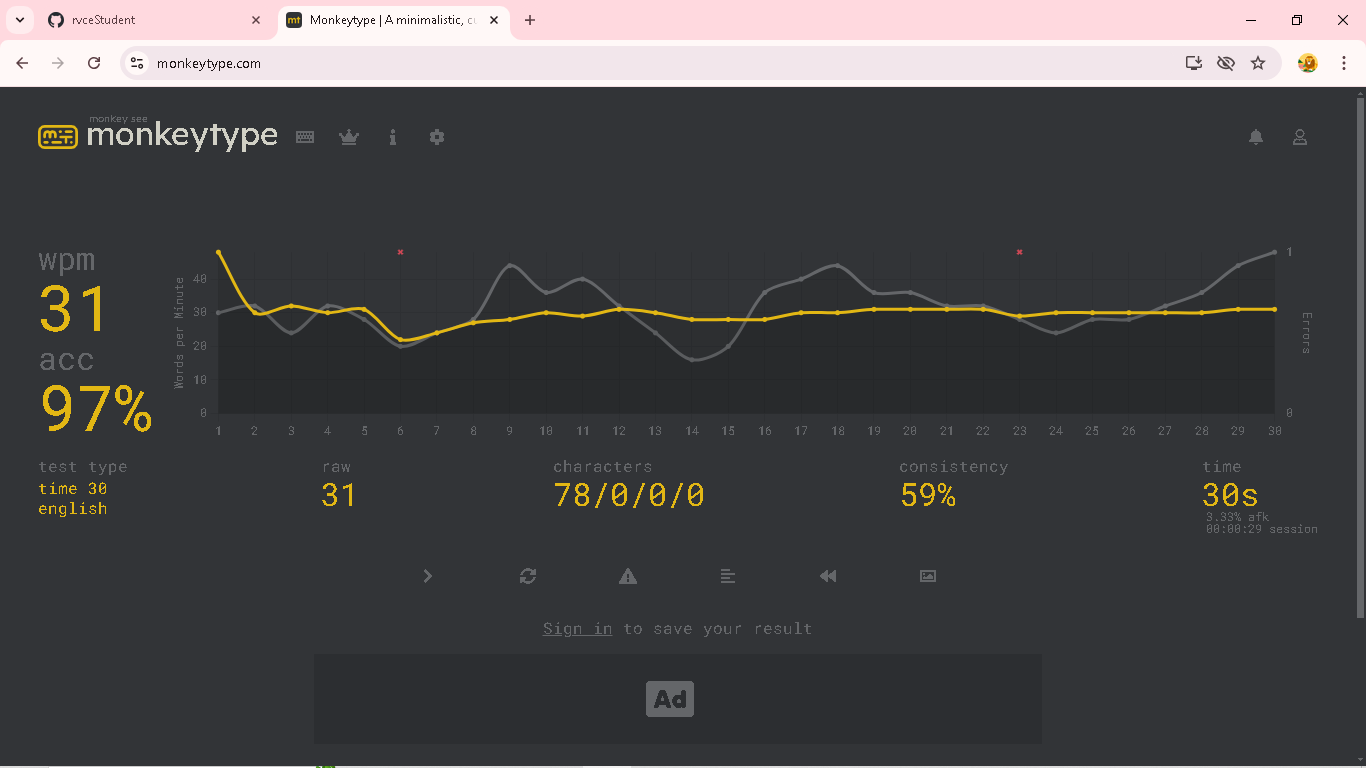 rvceStudent
mt Monkeytype | A minimalistic, cu
monkeytype.com
monkey see
monkeytype
wpm
31
acc
97%
Words per Minute
40
30
20
10
0
1
Errors
0
1 2 3 4 5 6 7 8 9 10 11 12 13 14 15 16 17 18 19 20 21 22 23 24 25 26 27 28 29 30
test type
time 30
english
raw
31
characters
78/0/0/0
consistency
59%
time
30s
3.33% afk
00:00:29 session
Sign in to save your result
Ad